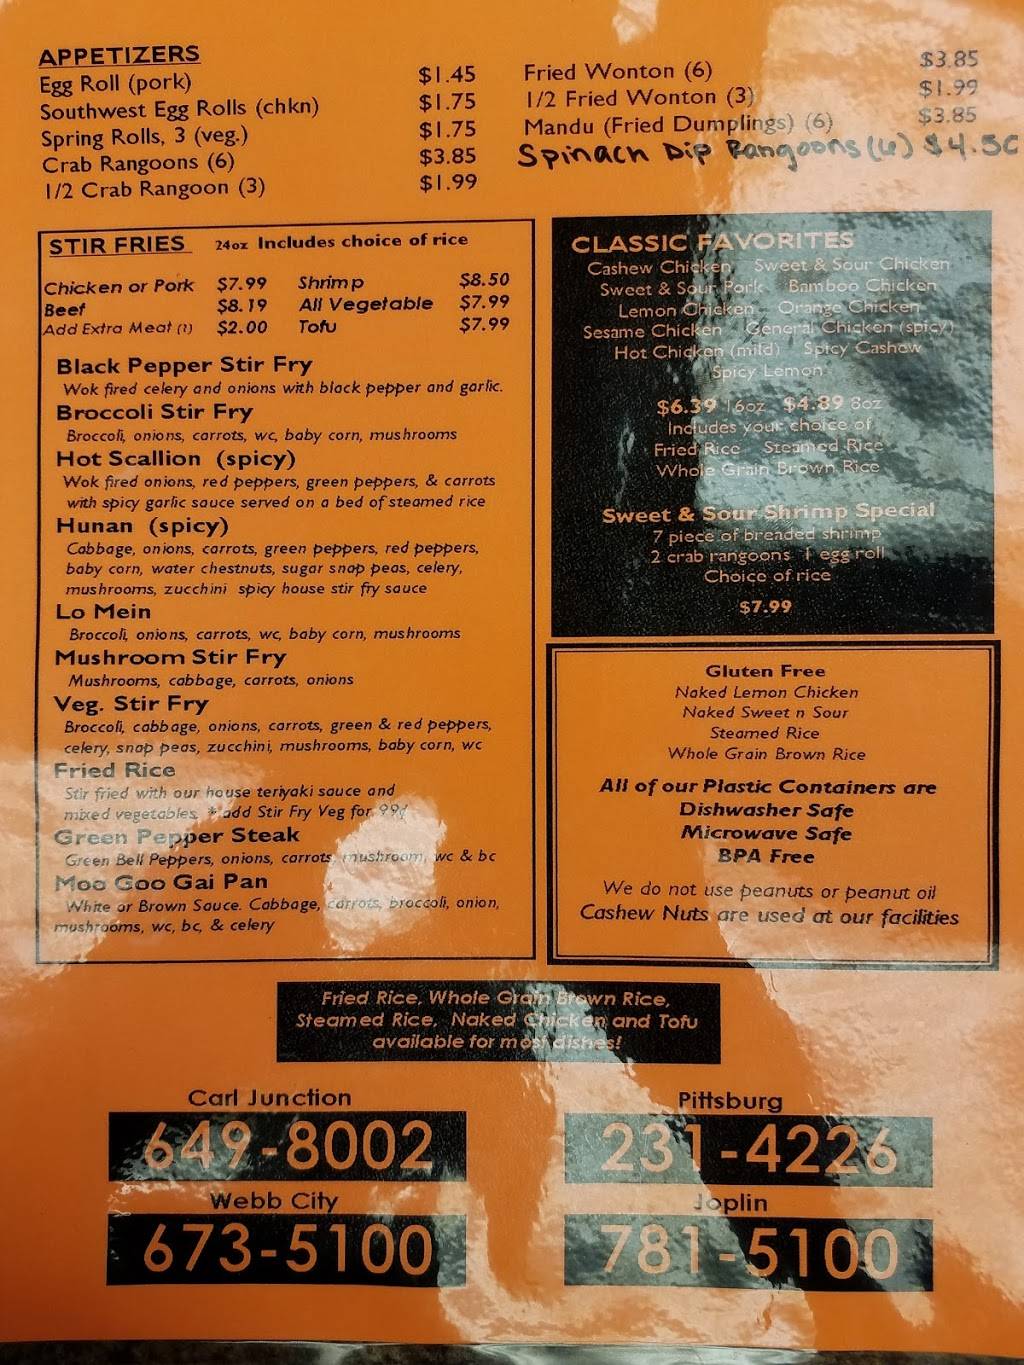 APPETIZERS
Egg Roll (pork) $1.45
Southwest Egg Rolls (chkn) $1.75
Spring Rolls, 3 (veg.) $1.75
Crab Rangoons (6) $3.85
1/2 Crab Rangoon (3) $1.99
Fried Wonton (6) $3.85
1/2 Fried Wonton (3) $1.99
Mandu (Fried Dumplings) (6) $3.85
Spinach Dip Rangoons (6) $4.50
STIR FRIES 24oz Includes choice of rice
Chicken or Pork $7.99 Shrimp $8.50
Beef $8.19 All Vegetable $7.99
Add Extra Meat (1) $2.00 Tofu $7.99
Black Pepper Stir Fry
Wok fired celery and onions with black pepper and garlic.
Broccoli Stir Fry
Broccoli, onions, carrots, wc, baby corn, mushrooms
Hot Scallion (spicy)
Wok fired onions, red peppers, green peppers, & carrots
with spicy garlic sauce served on a bed of steamed rice
Hunan (spicy)
Cabbage, onions, carrots, green peppers, red peppers,
baby corn, water chestnuts, sugar snap peas, celery,
mushrooms, zucchini spicy house stir fry sauce
Lo Mein
Broccoli, onions, carrots, wc, baby corn, mushrooms
Mushroom Stir Fry
Mushrooms, cabbage, carrots, onions
Veg. Stir Fry
Broccoli, cabbage, onions, carrots, green & red peppers,
celery, snap peas, zucchini, mushrooms, baby corn, wc
Fried Rice
Stir fried with our house teriyaki sauce and
mixed vegetables. *add Stir Fry Veg for 99¢
Green Pepper Steak
Green Bell Peppers, onions, carrots, mushroom, wc & bc
Moo Goo Gai Pan
White or Brown Sauce. Cabbage, carrots, broccoli, onion,
mushrooms, wc, bc, & celery
CLASSIC FAVORITES
Cashew Chicken Sweet & Sour Chicken
Sweet & Sour Pork Bamboo Chicken
Lemon Chicken Orange Chicken
Sesame Chicken General Chicken (spicy)
Hot Chicken (mild) Spicy Cashew
Spicy Lemon
$6.39 16oz $4.89 8oz
Includes your choice of
Fried Rice Steamed Rice
Whole Grain Brown Rice
Sweet & Sour Shrimp Special
7 piece of breaded shrimp
2 crab rangoons 1 egg roll
Choice of rice
$7.99
Gluten Free
Naked Lemon Chicken
Naked Sweet n Sour
Steamed Rice
Whole Grain Brown Rice
All of our Plastic Containers are
Dishwasher Safe
Microwave Safe
BPA Free
We do not use peanuts or peanut oil
Cashew Nuts are used at our facilities
Fried Rice, Whole Grain Brown Rice,
Steamed Rice, Naked Chicken and Tofu
available for most dishes!
Carl Junction
649-8002
Pittsburg
231-4226
Webb City
673-5100
Joplin
781-5100